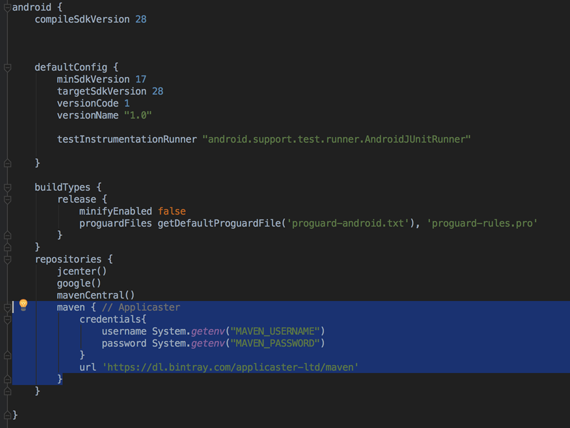 android {
compileSdkVersion 28
defaultConfig {
minSdkVersion 17
targetSdkVersion 28
versionCode 1
versionName "1.0"
testInstrumentationRunner "android.support.test.runner.AndroidJUnitRunner"
}
buildTypes {
release {
minifyEnabled false
proguardFiles getDefaultProguardFile('proguard-android.txt'), 'proguard-rules.pro'
}
}
repositories {
jcenter()
google()
mavenCentral()
maven { // Applicaster
credentials{
username System.getenv("MAVEN_USERNAME")
password System.getenv("MAVEN_PASSWORD")
}
url 'https://dl.bintray.com/applicaster-ltd/maven'
}
}
}